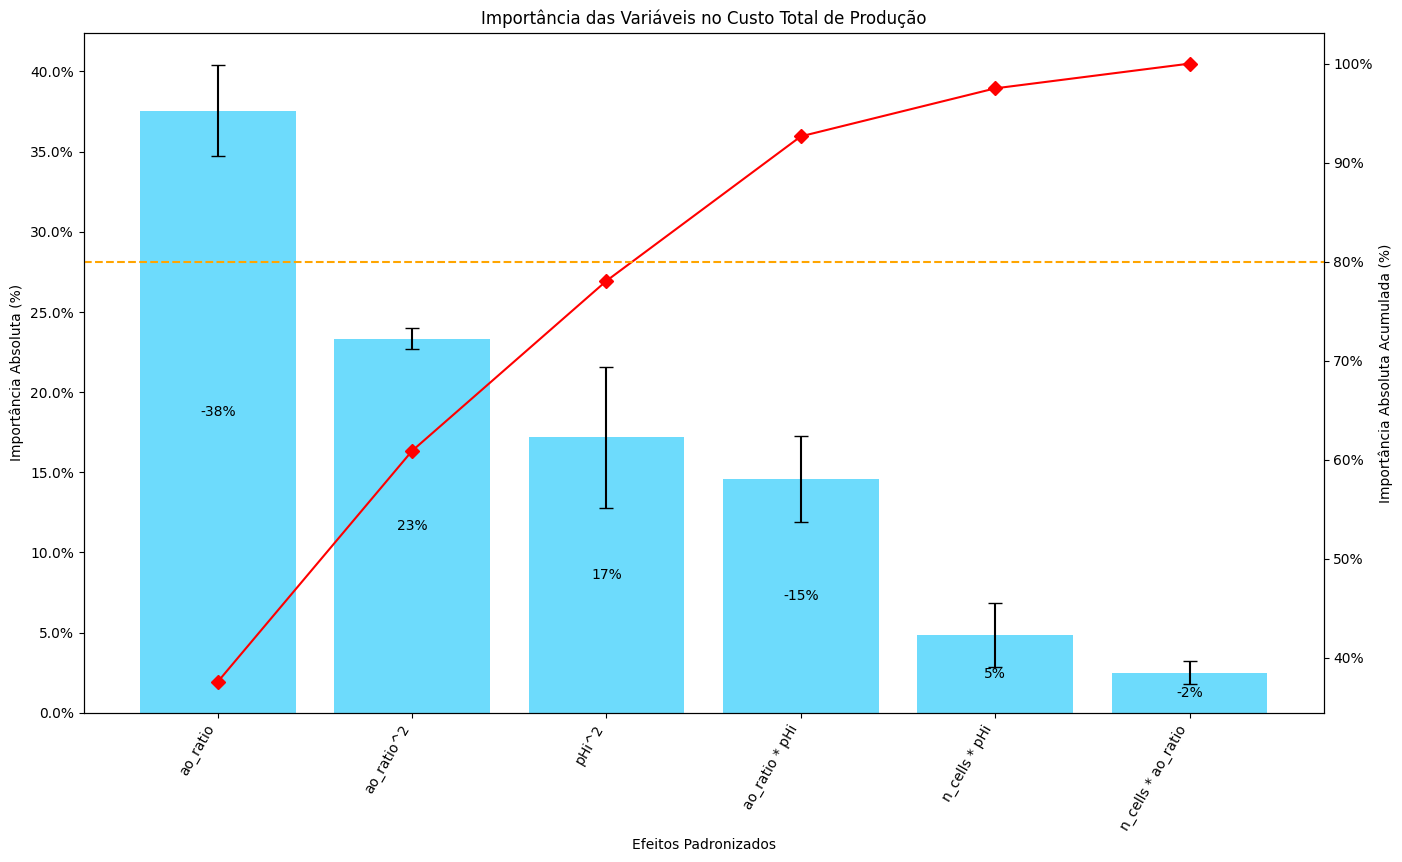 Importância das Variáveis no Custo Total de Produção
40.0%
35.0%
30.0%
25.0%
20.0%
15.0%
10.0%
5.0%
0.0%
Importância Absoluta (%)
-38%
23%
17%
-15%
5%
-2%
100%
90%
80%
70%
60%
50%
40%
Importância Absoluta Acumulada (%)
ao_ratio
ao_ratio^2
pHi^2
ao_ratio * pHi
n_cells * pHi
n_cells * ao_ratio
Efeitos Padronizados